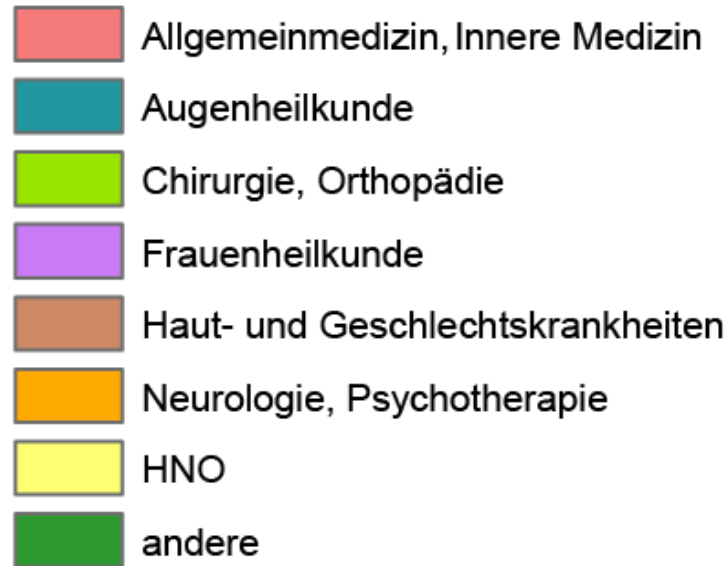 Allgemeinmedizin, Innere Medizin
Augenheilkunde
Chirurgie, Orthopädie
Frauenheilkunde
Haut- und Geschlechtskrankheiten
Neurologie, Psychotherapie
HNO
andere